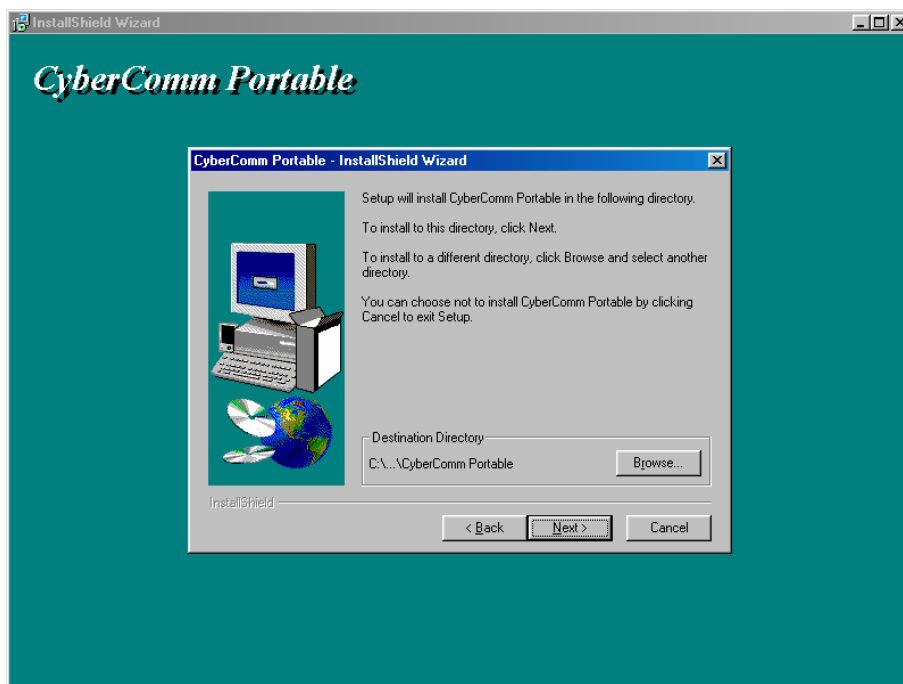 InstallShield Wizard
CyberComm Portable
CyberComm Portable - InstallShield Wizard
Setup will install CyberComm Portable in the following directory.
To install to this directory, click Next.
To install to a different directory, click Browse and select another
directory.
You can choose not to install CyberComm Portable by clicking
Cancel to exit Setup.
Destination Directory
C:\...\CyberComm Portable
Browse...
InstallShield
< Back
Next >
Cancel